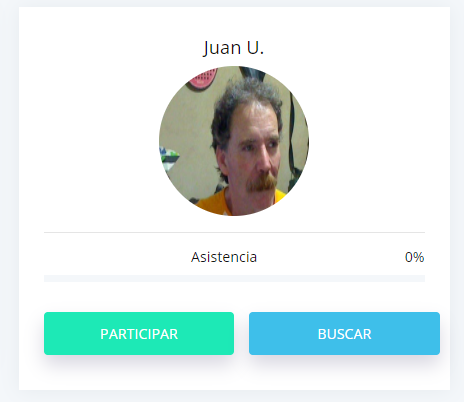 Juan U.
Asistencia 0%
PARTICIPAR BUSCAR